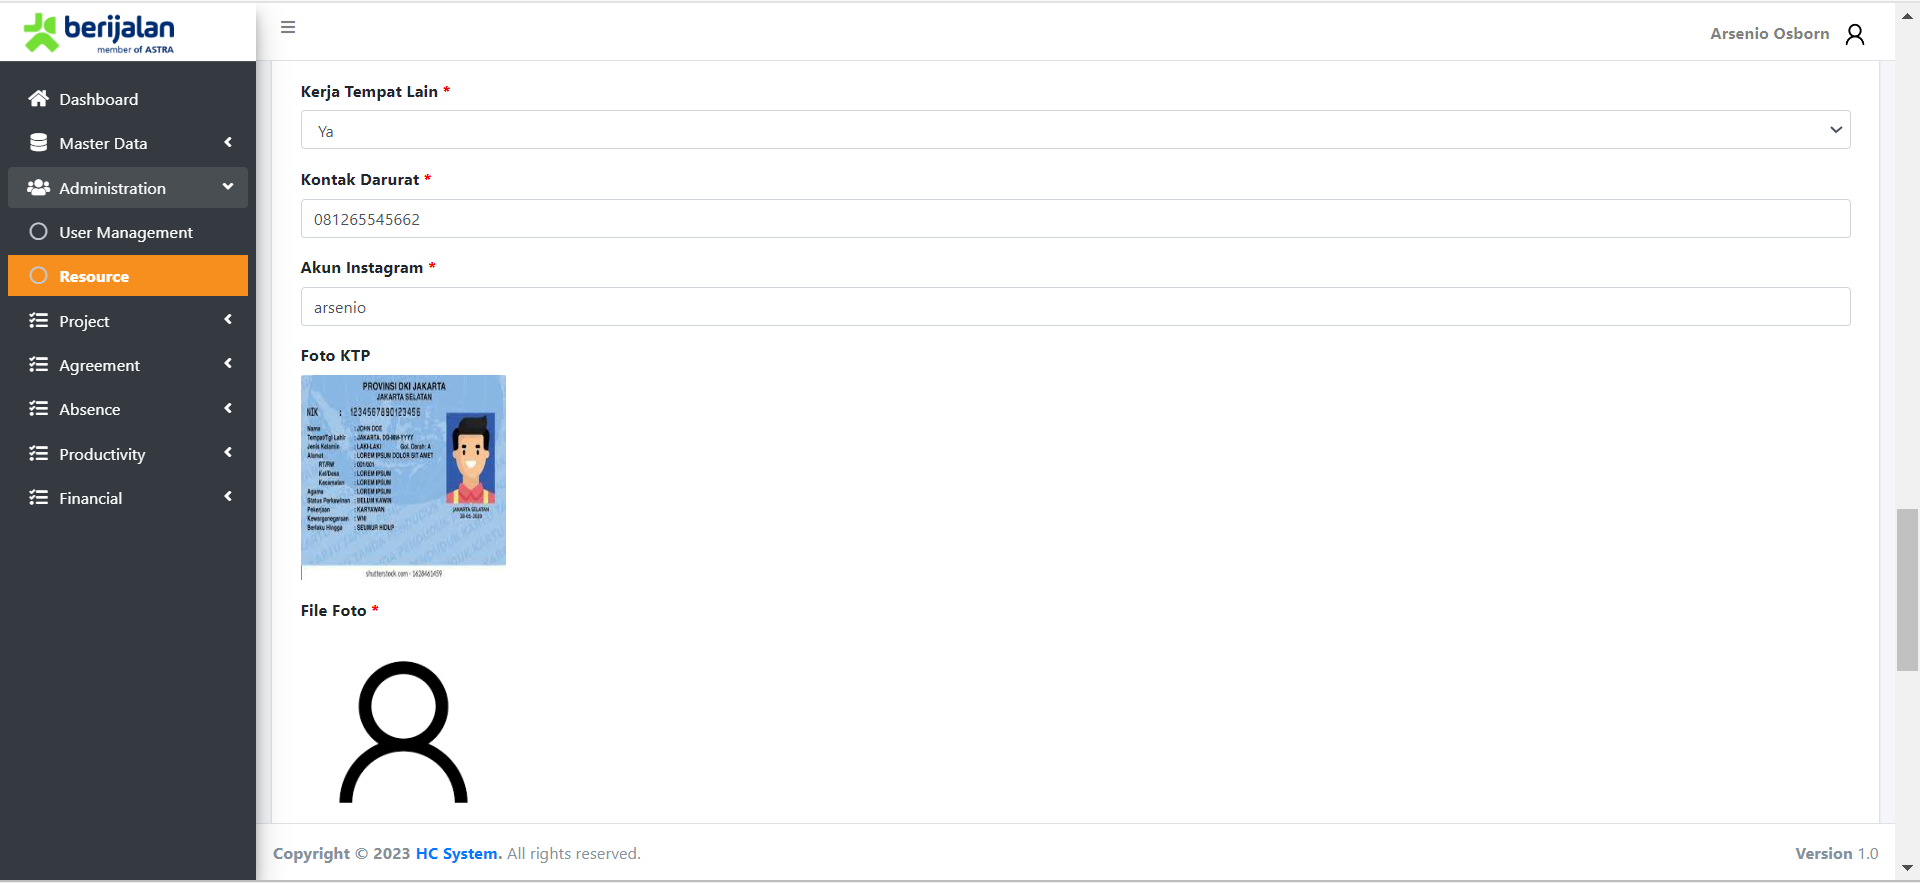 berijalan
member of ASTRA
Arsenio Osborn
Dashboard
Master Data
Administration
User Management
Resource
Project
Agreement
Absence
Productivity
Financial
Kerja Tempat Lain *
Ya
Kontak Darurat *
081265545662
Akun Instagram *
arsenio
Foto KTP
PROVINSI DKI JAKARTA
JAKARTA SELATAN
NIK : 1234567890123456
Nama : JOHN DOE
Tempat/Tgl Lahir : JAKARTA, DD-MM-YYYY
Jenis Kelamin : LAKI-LAKI Gol. Darah: A
Alamat : LOREM IPSUM DOLOR SIT AMET
RT/RW : 001/001
Kel/Desa : LOREM IPSUM
Kecamatan : LOREM IPSUM
Agama : LOREM IPSUM
Status Perkawinan : BELUM KAWIN
Pekerjaan : KARYAWAN
Kewarganegaraan : WNI
Berlaku Hingga : SEUMUR HIDUP
JAKARTA SELATAN
shutterstock.com · 1628461459
File Foto *
Copyright © 2023 HC System. All rights reserved.
Version 1.0